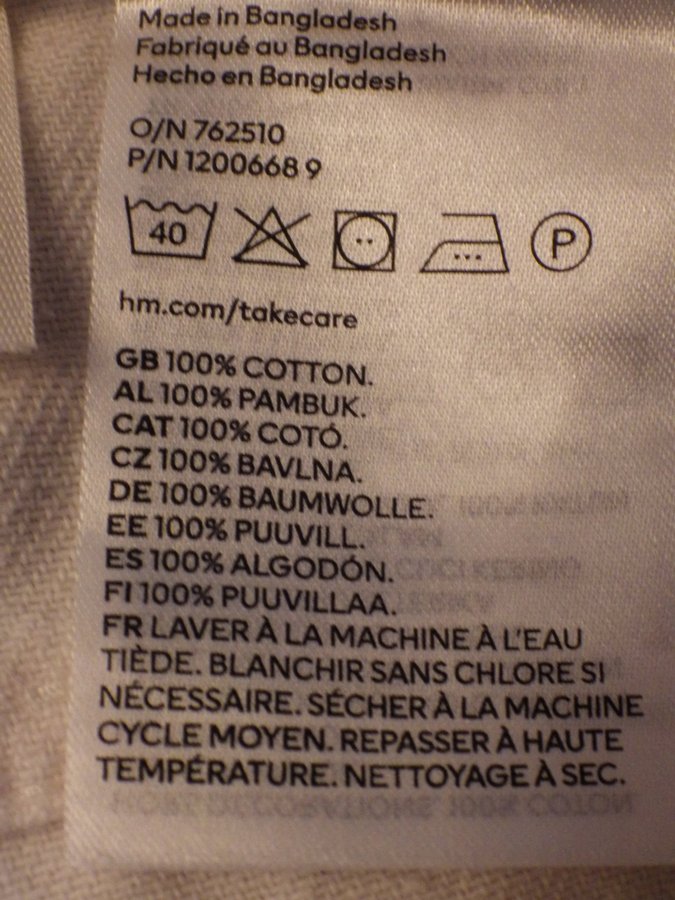 Made in Bangladesh
Fabriqué au Bangladesh
Hecho en Bangladesh
O/N 762510
P/N 1200668 9
40 P
hm.com/takecare
GB 100% COTTON.
AL 100% PAMBUK.
CAT 100% COTÓ.
CZ 100% BAVLNA.
DE 100% BAUMWOLLE.
EE 100% PUUVILL.
ES 100% ALGODÓN.
FI 100% PUUVILLAA.
FR LAVER À LA MACHINE À L'EAU
TIÈDE. BLANCHIR SANS CHLORE SI
NÉCESSAIRE. SÉCHER À LA MACHINE
CYCLE MOYEN. REPASSER À HAUTE
TEMPÉRATURE. NETTOYAGE À SEC.